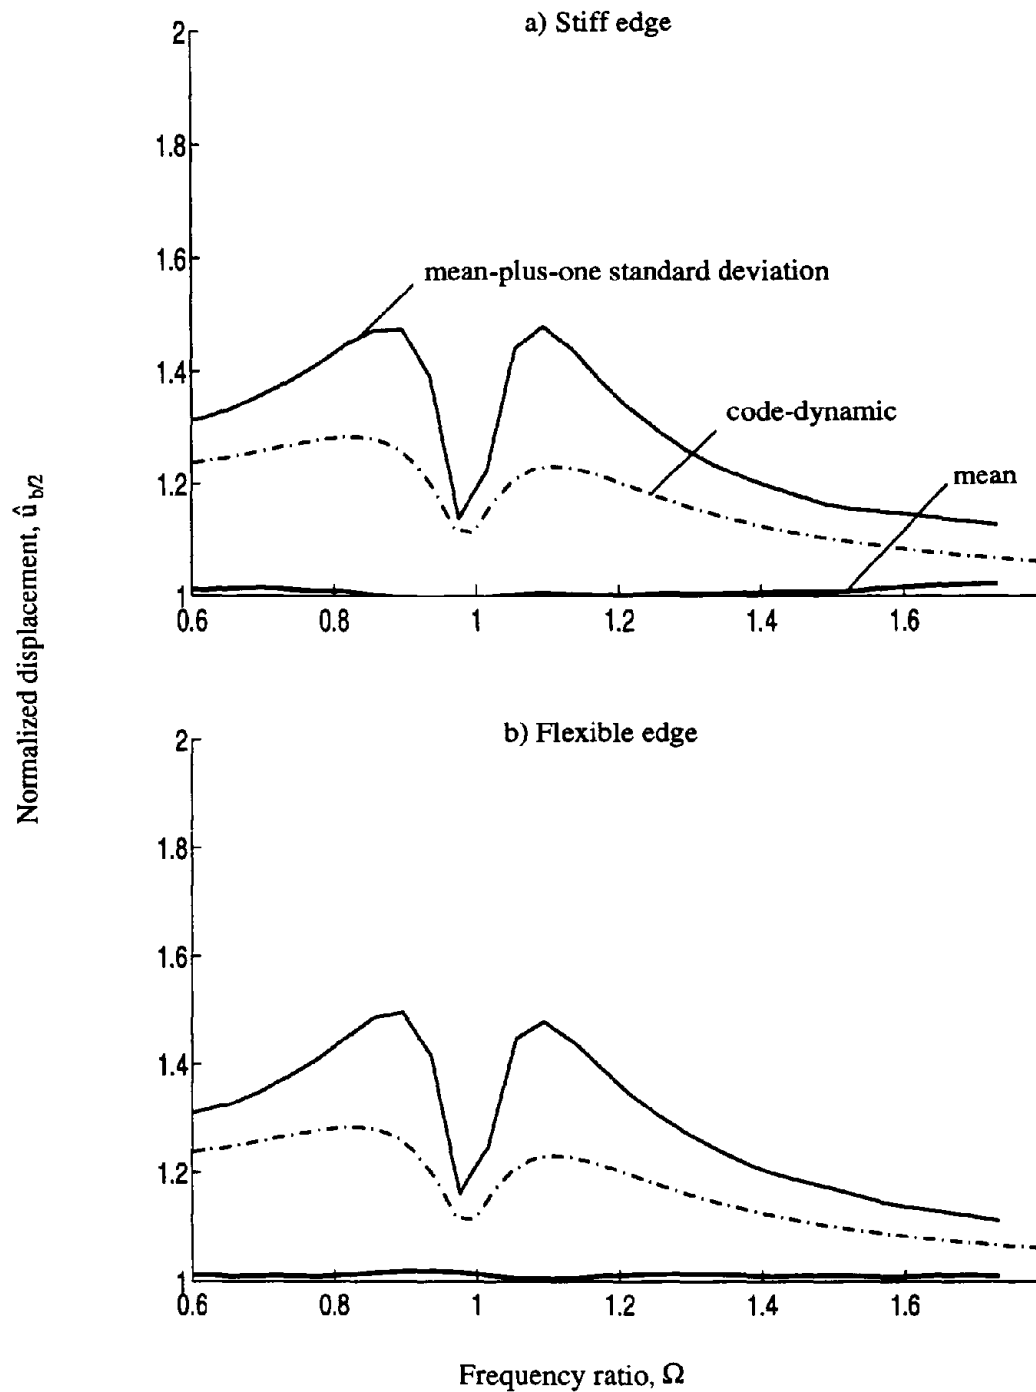 a) Stiff edge
2
1.8
1.6
1.4
1.2
1
mean-plus-one standard deviation
code-dynamic
mean
0.6 0.8 1 1.2 1.4 1.6
Normalized displacement, û b/2
b) Flexible edge
2
1.8
1.6
1.4
1.2
1
0.6 0.8 1 1.2 1.4 1.6
Frequency ratio, Ω